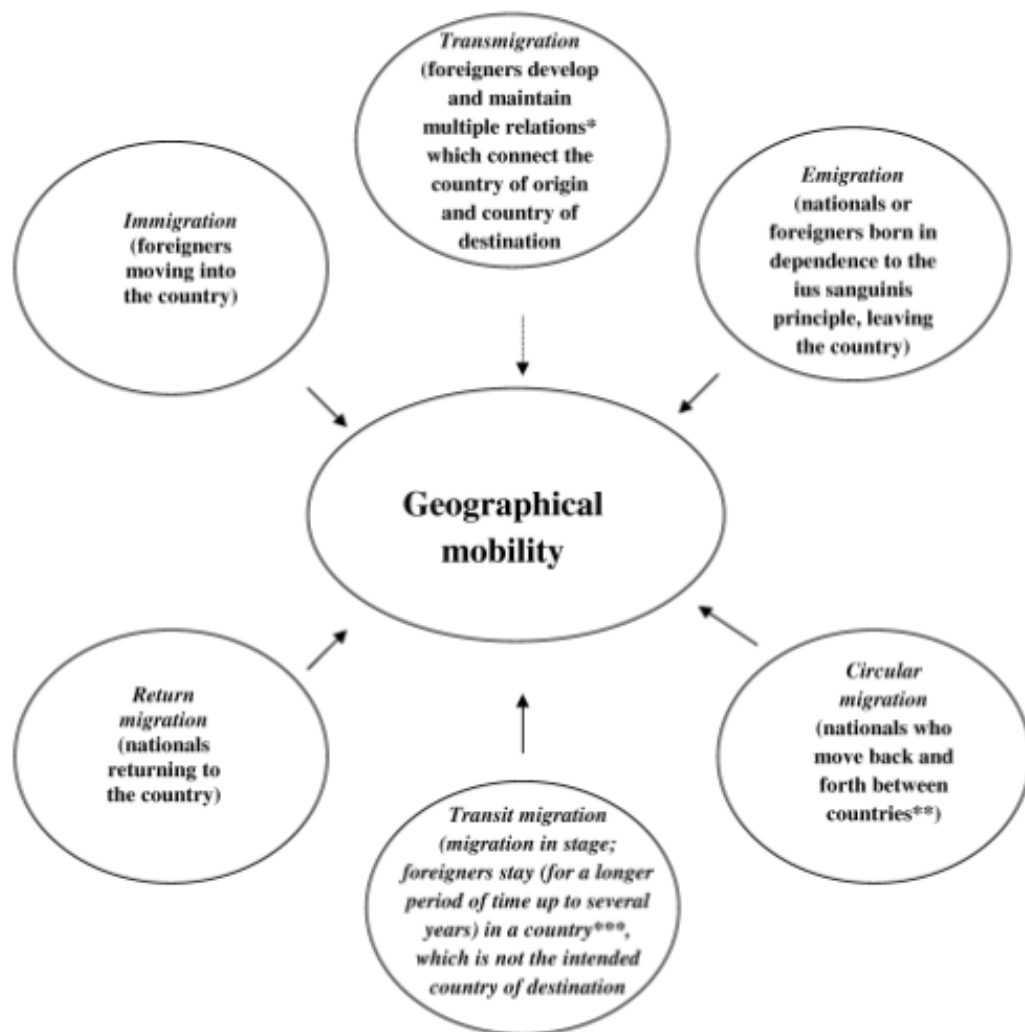 Transmigration
(foreigners develop
and maintain
multiple relations*
which connect the
country of origin
and country of
destination
Immigration
(foreigners
moving into
the country)
Emigration
(nationals or
foreigners born in
dependence to the
ius sanguinis
principle, leaving
the country)
Geographical
mobility
Return
migration
(nationals
returning to
the country)
Circular
migration
(nationals who
move back and
forth between
countries**)
Transit migration
(migration in stage;
foreigners stay (for a longer
period of time up to several
years) in a country***,
which is not the intended
country of destination